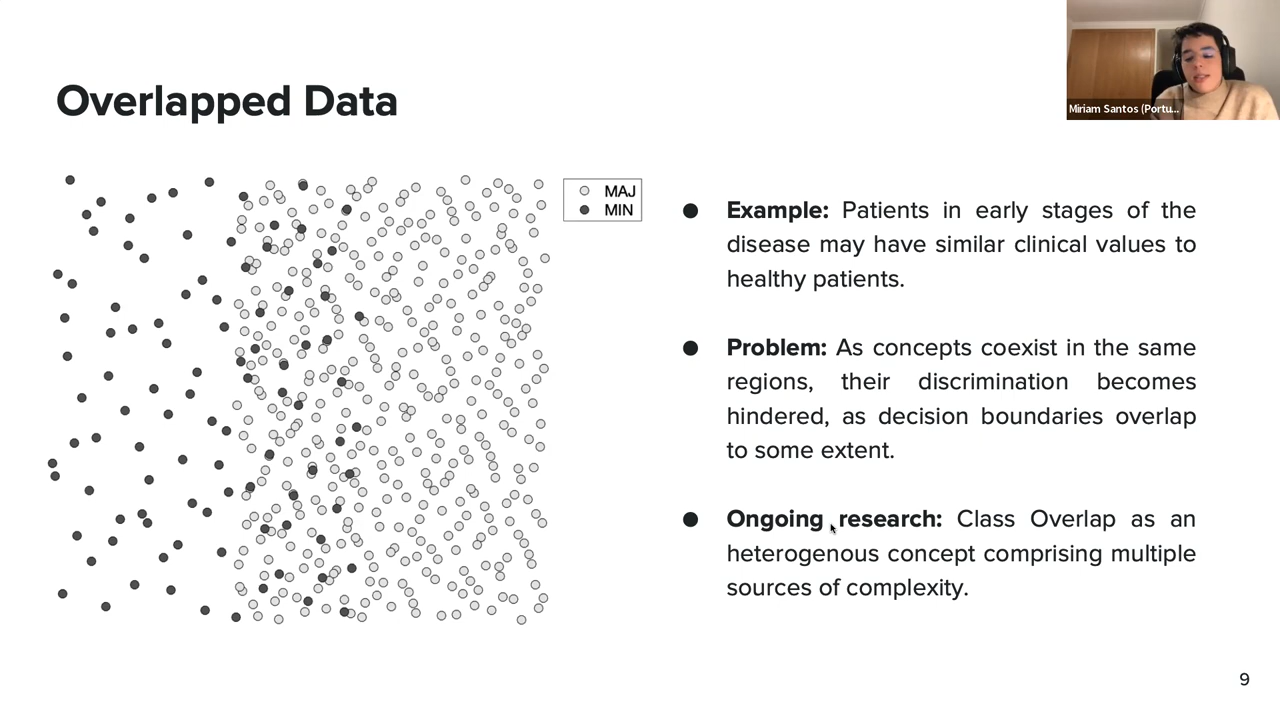 Miriam Santos (Portu...
Overlapped Data
MAJ
MIN
● Example: Patients in early stages of the
disease may have similar clinical values to
healthy patients.
● Problem: As concepts coexist in the same
regions, their discrimination becomes
hindered, as decision boundaries overlap
to some extent.
● Ongoing research: Class Overlap as an
heterogenous concept comprising multiple
sources of complexity.
9